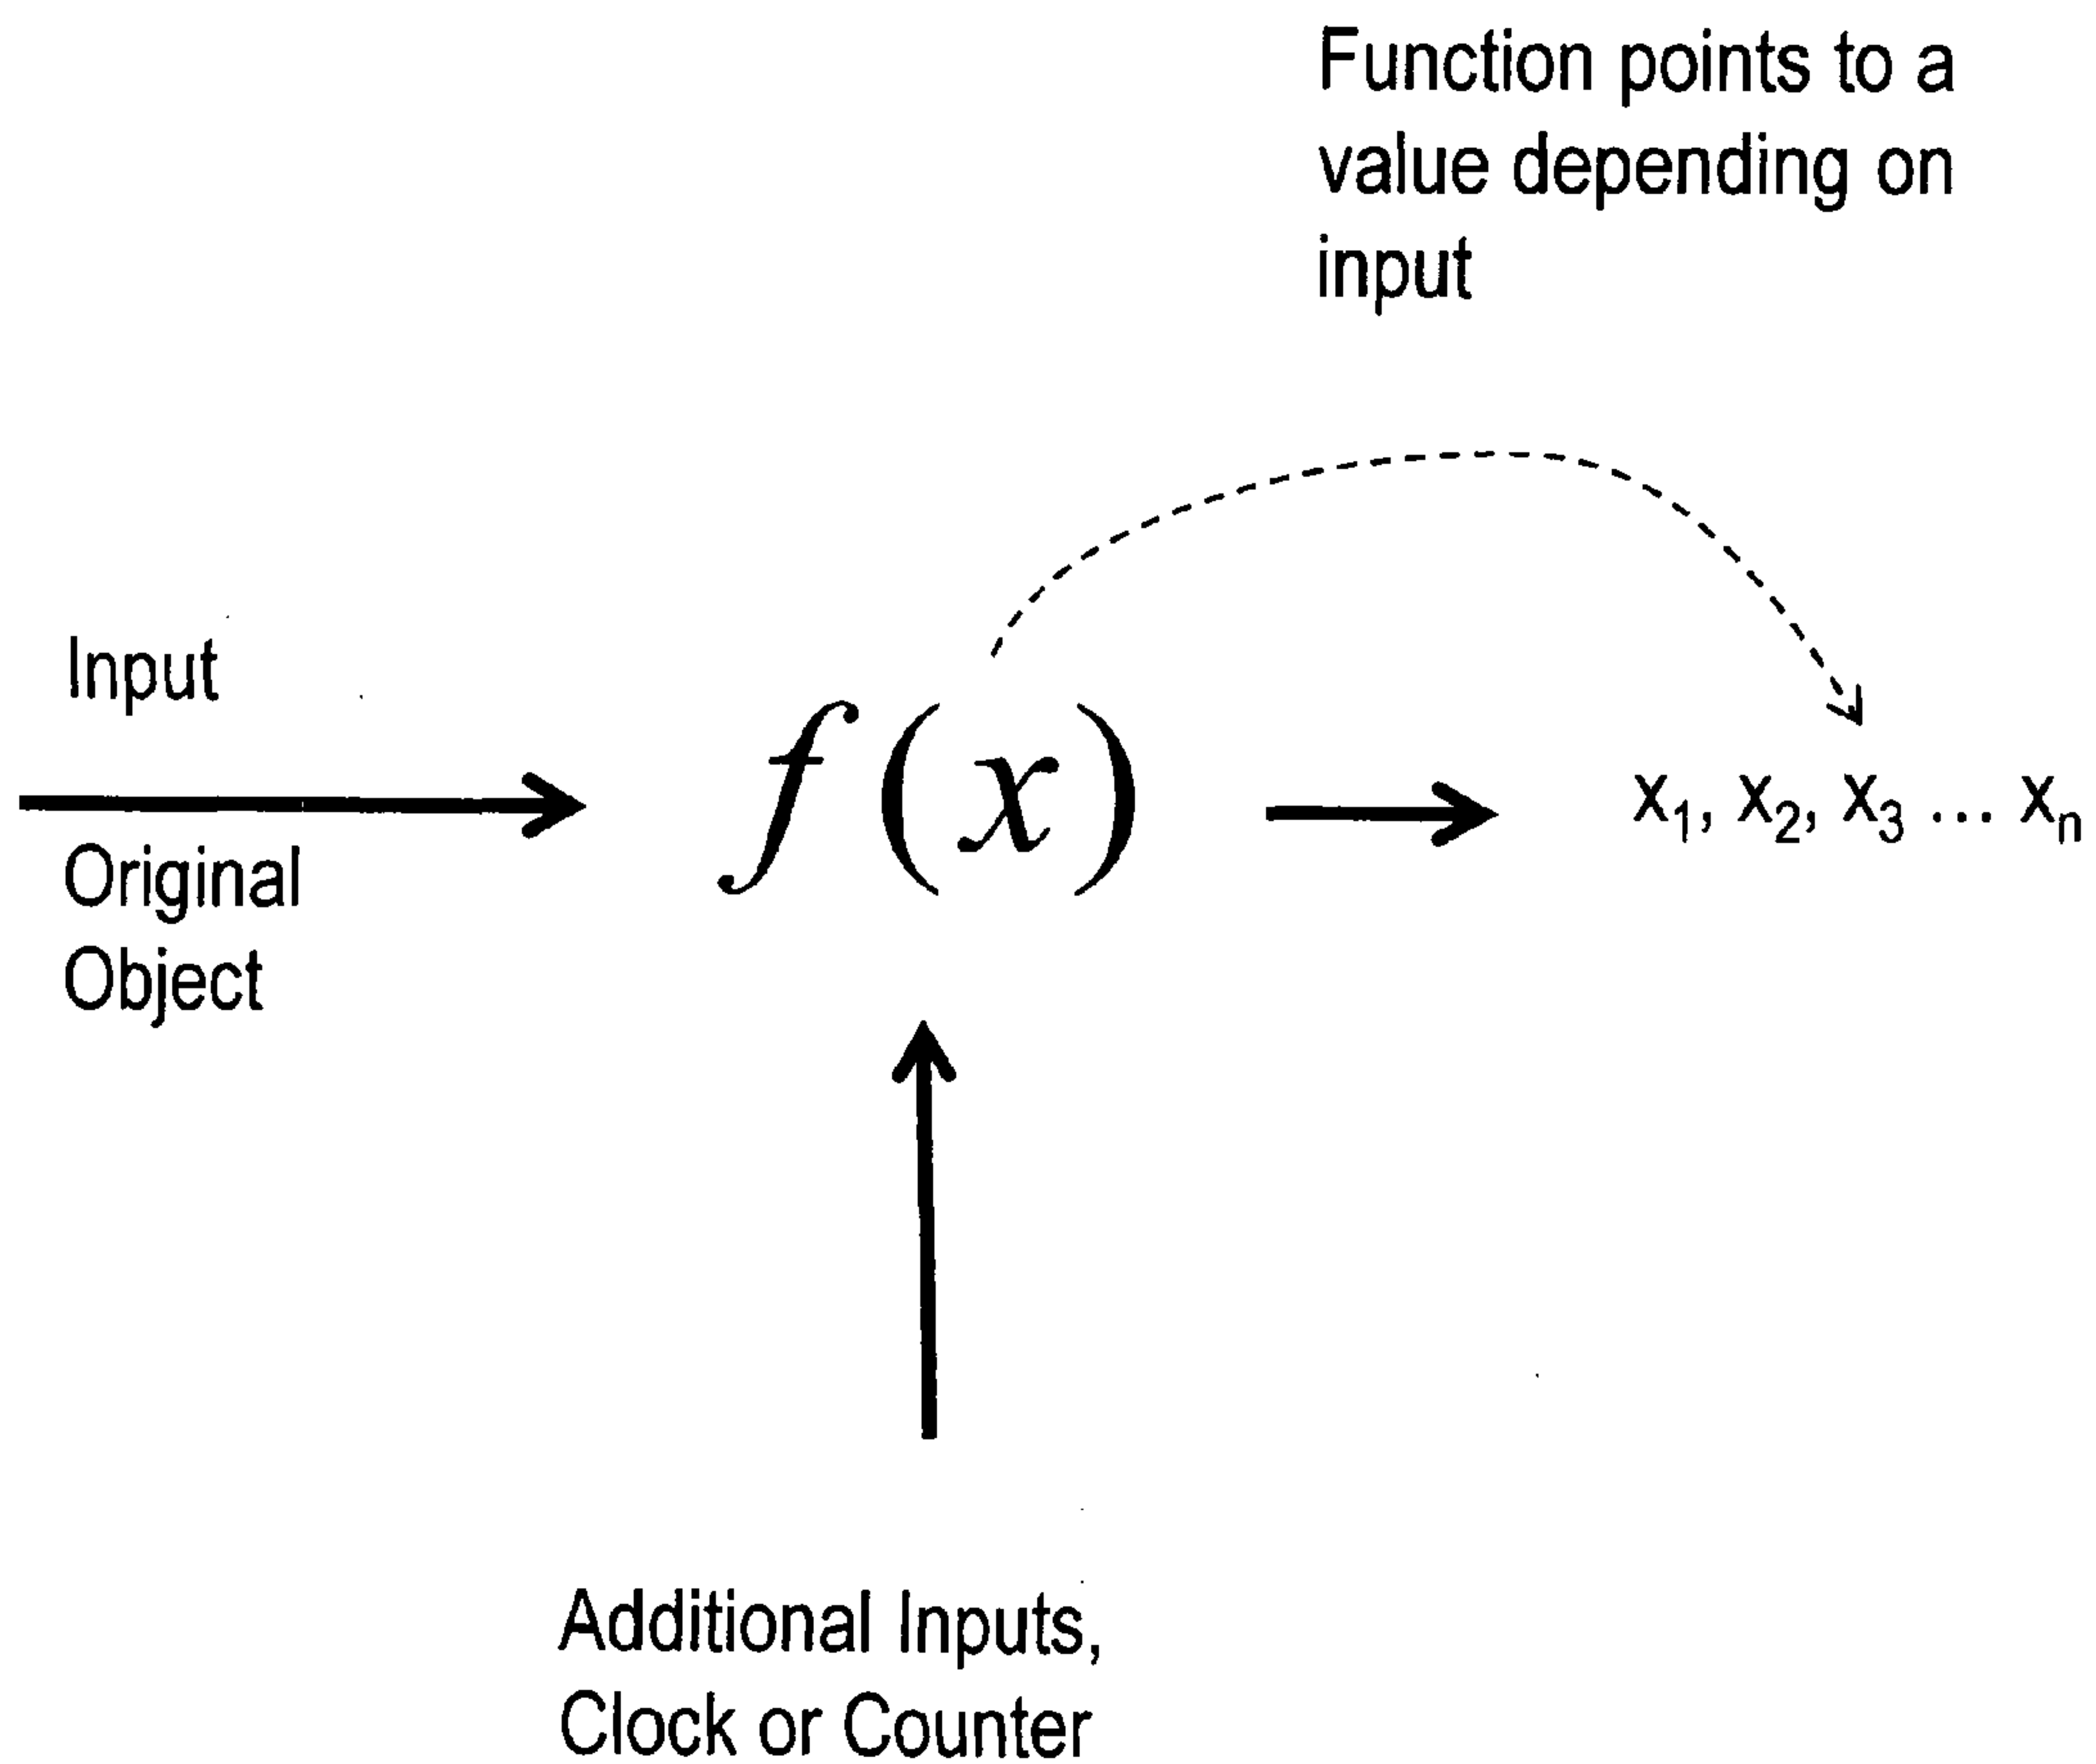 Function points to a
value depending on
input
Input
Original
Object
f(x)
x₁, x₂, x₃ ... xₙ
Additional Inputs,
Clock or Counter